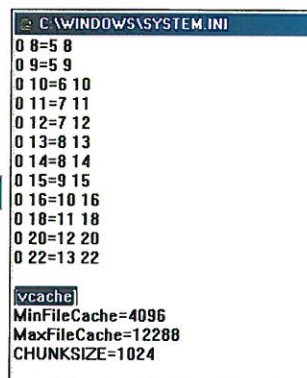 C:\WINDOWS\SYSTEM.INI
0 8=5 8
0 9=5 9
0 10=6 10
0 11=7 11
0 12=7 12
0 13=8 13
0 14=8 14
0 15=9 15
0 16=10 16
0 18=11 18
0 20=12 20
0 22=13 22
[vcache]
MinFileCache=4096
MaxFileCache=12288
CHUNKSIZE=1024